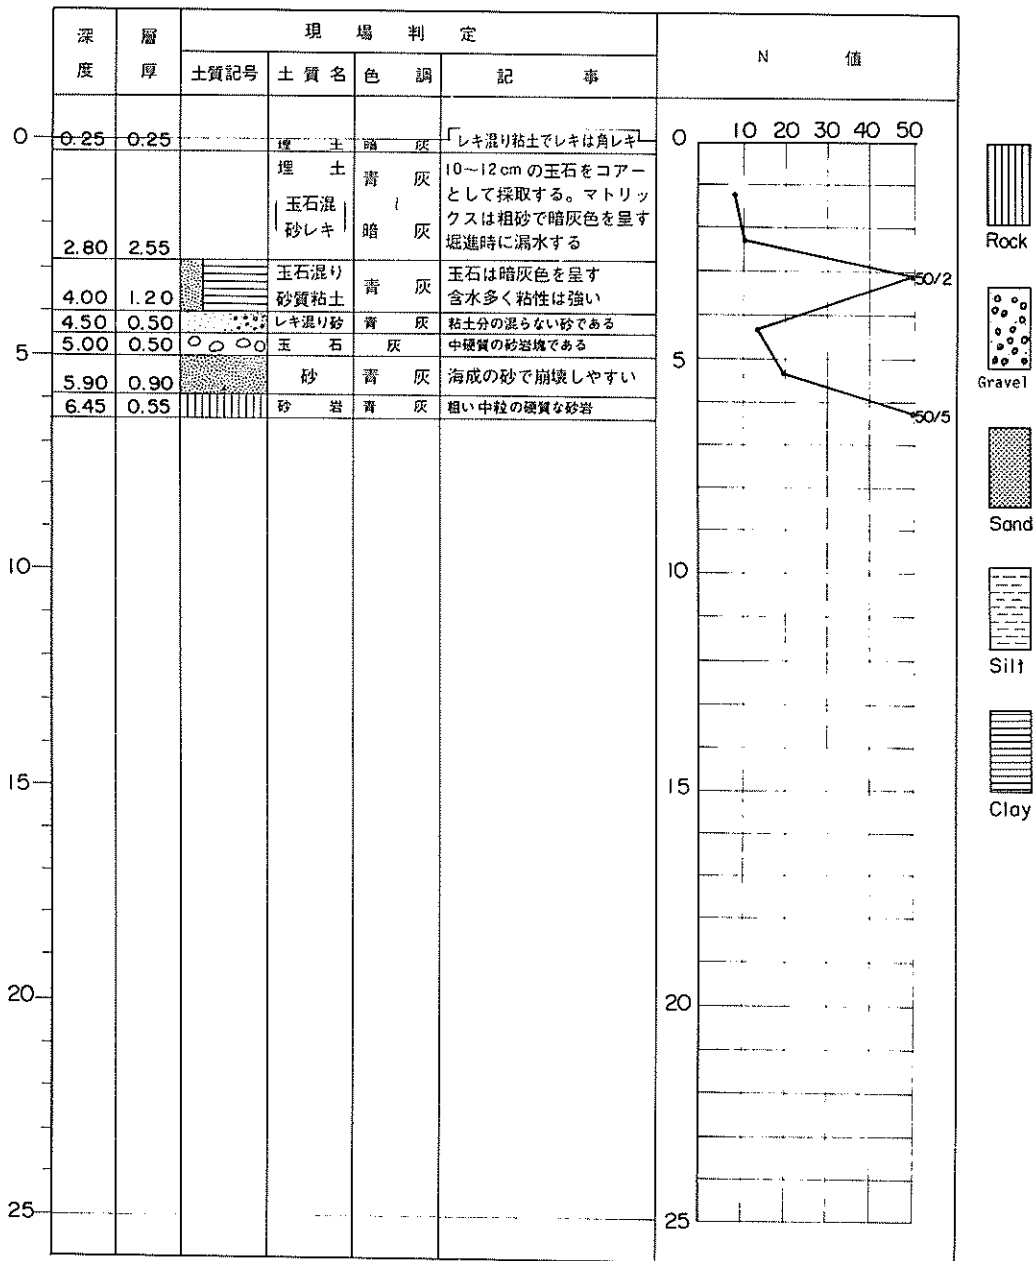 深度 層厚 現場判定 N 値
土質記号 土質名 色調 記事
0 0.25 0.25 埋土 暗灰 レキ混り粘土でレキは角レキ
埋土 青灰 10〜12cmの玉石をコアー
として採取する。マトリッ
玉石混 〜 クスは粗砂で暗灰色を呈す
砂レキ 暗灰
2.80 2.55 堀進時に漏水する
玉石混り 青灰 玉石は暗灰色を呈す
4.00 1.20 砂質粘土 含水多く粘性は強い
4.50 0.50 レキ混り砂 青灰 粘土分の混らない砂である
5 5.00 0.50 玉石 灰 中硬質の砂岩塊である
5.90 0.90 砂 青灰 海成の砂で崩壊しやすい
6.45 0.55 砂岩 青灰 粗い中粒の硬質な砂岩
10
15
20
25
0 10 20 30 40 50
50/2
5
50/5
10
15
20
25
Rock
Gravel
Sand
Silt
Clay